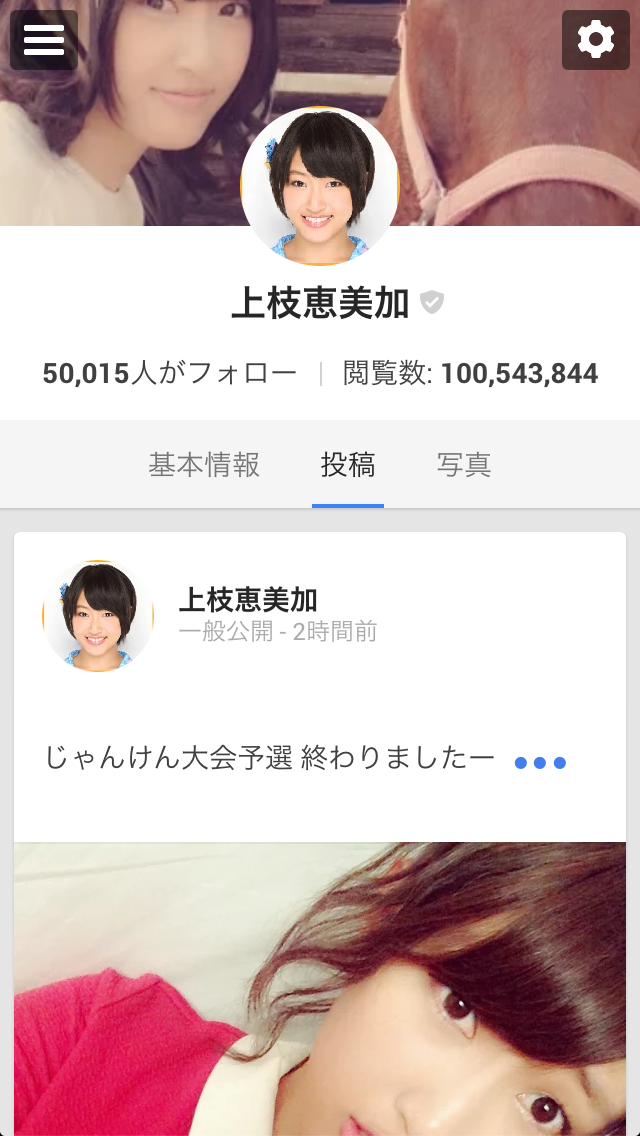 上枝恵美加
50,015人がフォロー | 閲覧数: 100,543,844
基本情報 投稿 写真
上枝恵美加
一般公開 - 2時間前
じゃんけん大会予選 終わりましたー